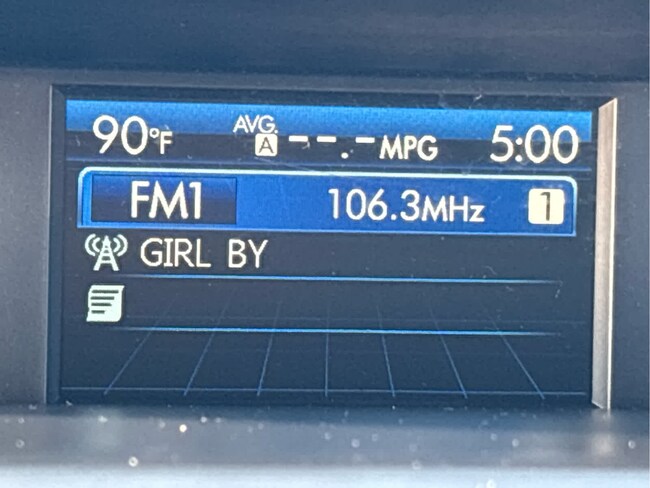 90°F AVG. A --.- MPG 5:00
FM1 106.3MHz 1
GIRL BY